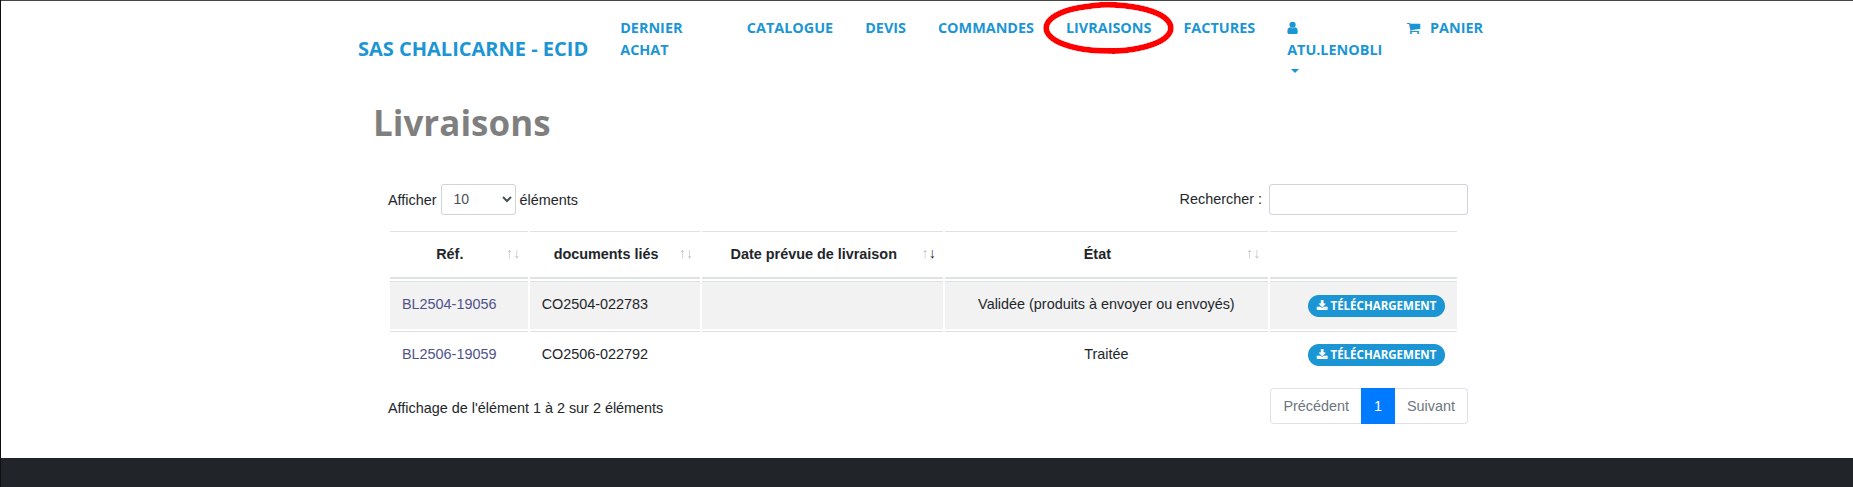 SAS CHALICARNE - ECID
DERNIER ACHAT
CATALOGUE
DEVIS
COMMANDES
LIVRAISONS
FACTURES
ATU.LENOBLI
PANIER
Livraisons
Afficher 10 éléments
Rechercher :
Réf. ↑↓ documents liés ↑↓ Date prévue de livraison ↑↓ État ↑↓
BL2504-19056 CO2504-022783 Validée (produits à envoyer ou envoyés) TÉLÉCHARGEMENT
BL2506-19059 CO2506-022792 Traitée TÉLÉCHARGEMENT
Affichage de l'élément 1 à 2 sur 2 éléments
Précédent 1 Suivant